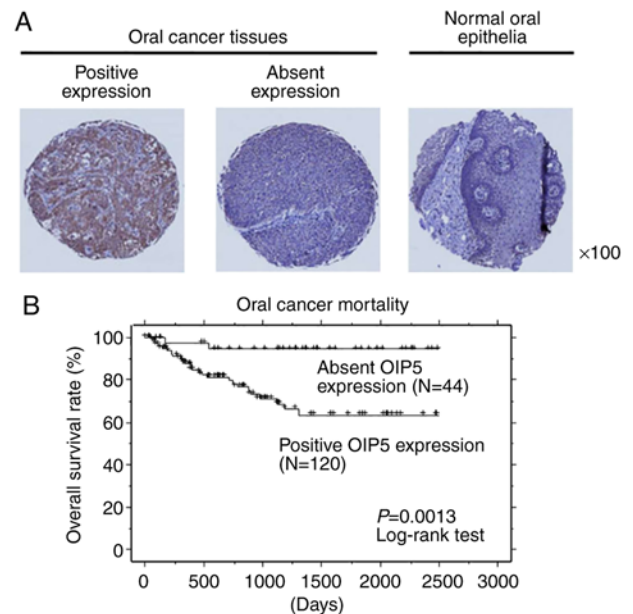 A
Oral cancer tissues
Normal oral
epithelia
Positive
expression
Absent
expression
×100
B
Oral cancer mortality
Overall survival rate (%)
100
80
60
40
20
0
Absent OIP5
expression (N=44)
Positive OIP5 expression
(N=120)
P=0.0013
Log-rank test
0
500
1000
1500
2000
2500
3000
(Days)